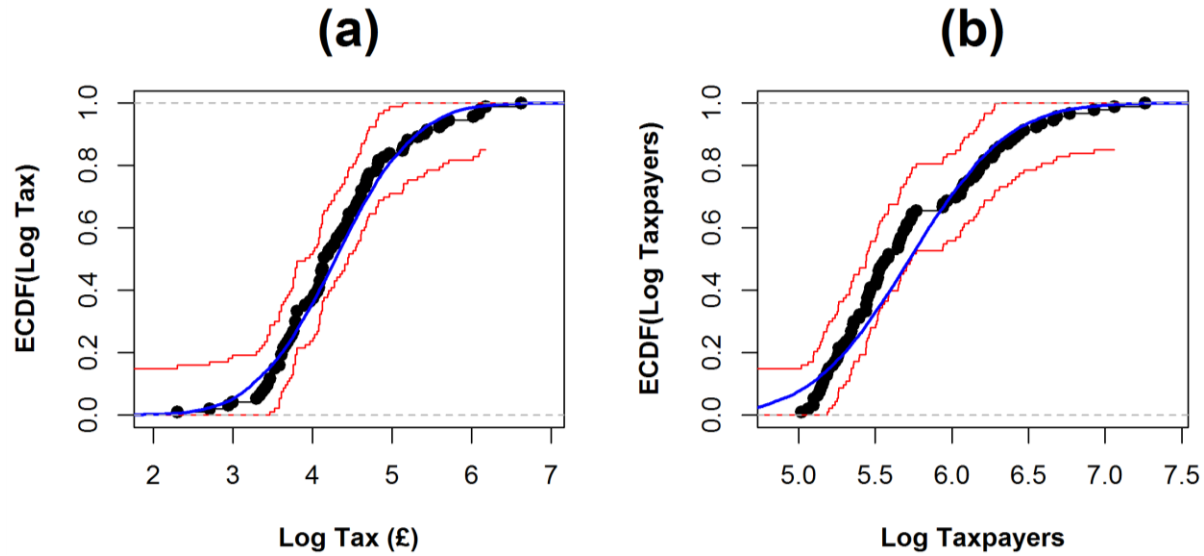 (a)
ECDF(Log Tax)
0.0 0.2 0.4 0.6 0.8 1.0
2 3 4 5 6 7
Log Tax (£)
(b)
ECDF(Log Taxpayers)
0.0 0.2 0.4 0.6 0.8 1.0
5.0 5.5 6.0 6.5 7.0 7.5
Log Taxpayers